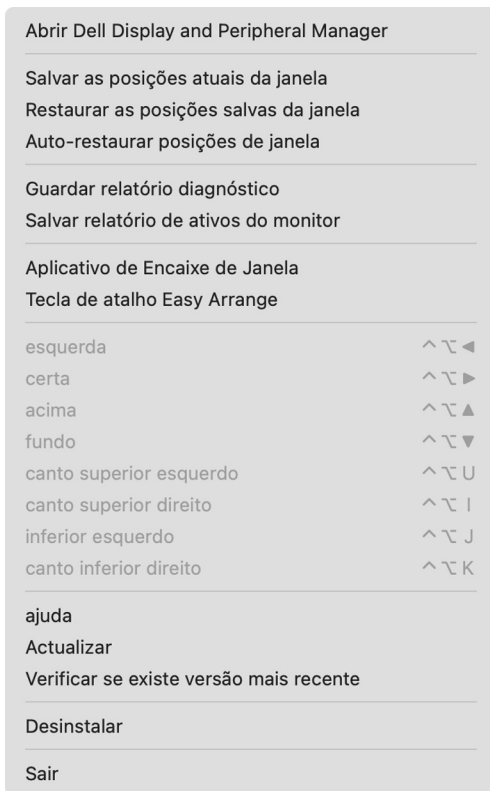 Abrir Dell Display and Peripheral Manager
Salvar as posições atuais da janela
Restaurar as posições salvas da janela
Auto-restaurar posições de janela
Guardar relatório diagnóstico
Salvar relatório de ativos do monitor
Aplicativo de Encaixe de Janela
Tecla de atalho Easy Arrange
esquerda ^⌥◀
certa ^⌥▶
acima ^⌥▲
fundo ^⌥▼
canto superior esquerdo ^⌥U
canto superior direito ^⌥I
inferior esquerdo ^⌥J
canto inferior direito ^⌥K
ajuda
Actualizar
Verificar se existe versão mais recente
Desinstalar
Sair